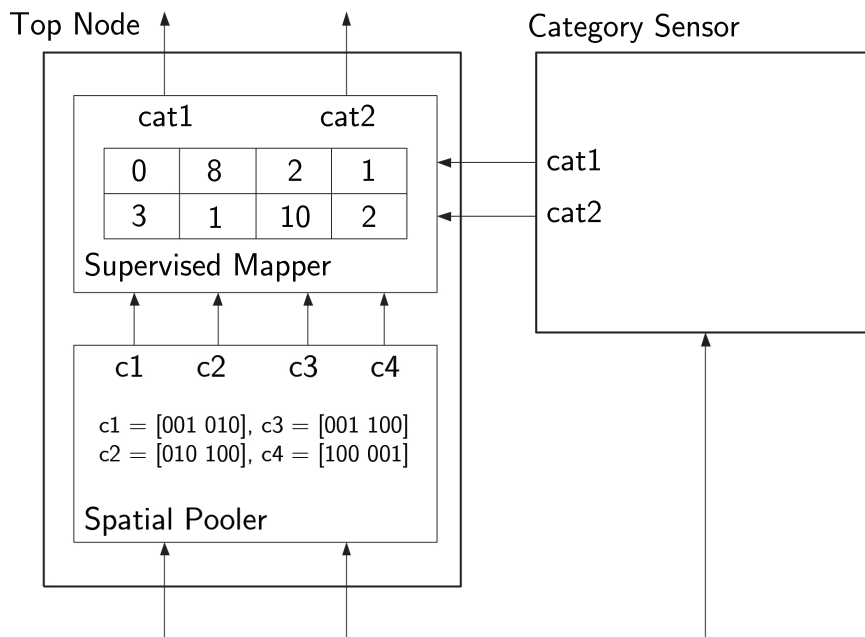 Top Node
Category Sensor
cat1 cat2
0 8 2 1
3 1 10 2
Supervised Mapper
cat1
cat2
c1 c2 c3 c4
c1 = [001 010], c3 = [001 100]
c2 = [010 100], c4 = [100 001]
Spatial Pooler